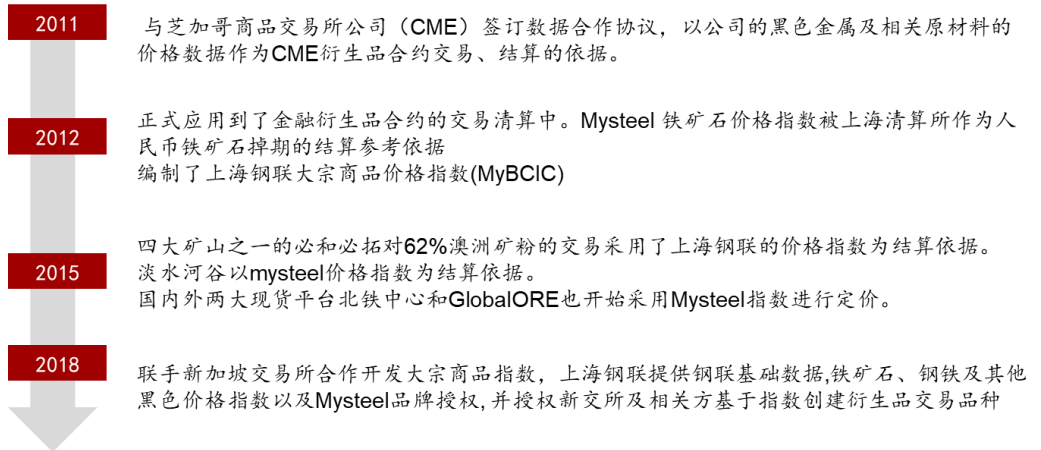 2011
与芝加哥商品交易所公司（CME）签订数据合作协议，以公司的黑色金属及相关原材料的
价格数据作为CME衍生品合约交易、结算的依据。
2012
正式应用到了金融衍生品合约的交易清算中。Mysteel 铁矿石价格指数被上海清算所作为人
民币铁矿石掉期的结算参考依据
编制了上海钢联大宗商品价格指数(MyBCIC)
2015
四大矿山之一的必和必拓对62%澳洲矿粉的交易采用了上海钢联的价格指数为结算依据。
淡水河谷以mysteel价格指数为结算依据。
国内外两大现货平台北铁中心和GlobalORE也开始采用Mysteel指数进行定价。
2018
联手新加坡交易所合作开发大宗商品指数，上海钢联提供钢联基础数据,铁矿石、钢铁及其他
黑色价格指数以及Mysteel品牌授权,并授权新交所及相关方基于指数创建衍生品交易品种